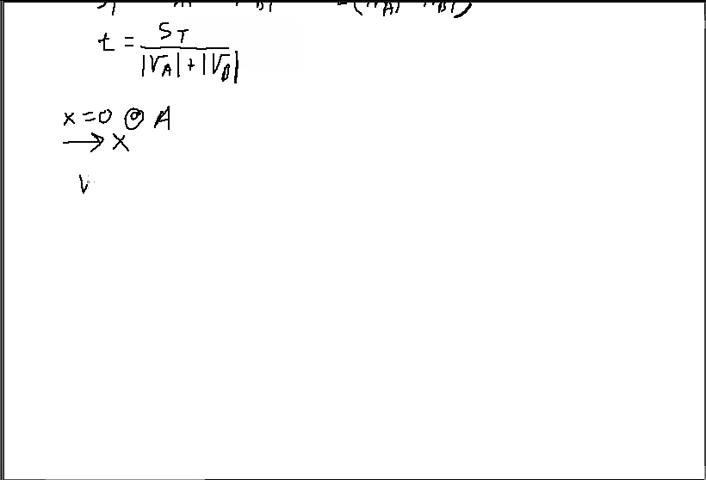 t = S_T / (|V_A| + |V_B|)
x = 0 @ A
→ x
V